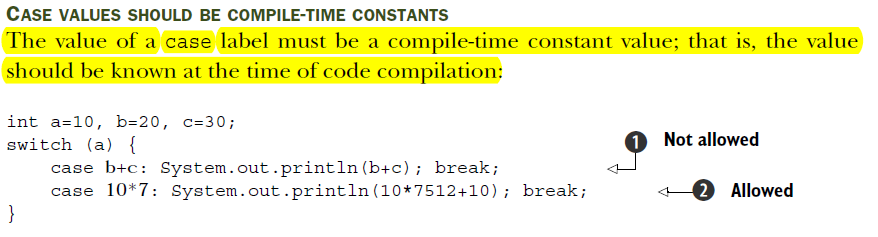 CASE VALUES SHOULD BE COMPILE-TIME CONSTANTS
The value of a case label must be a compile-time constant value; that is, the value
should be known at the time of code compilation:
int a=10, b=20, c=30;
switch (a) {
    case b+c: System.out.println(b+c); break;
1 Not allowed
    case 10*7: System.out.println(10*7512+10); break;
2 Allowed
}